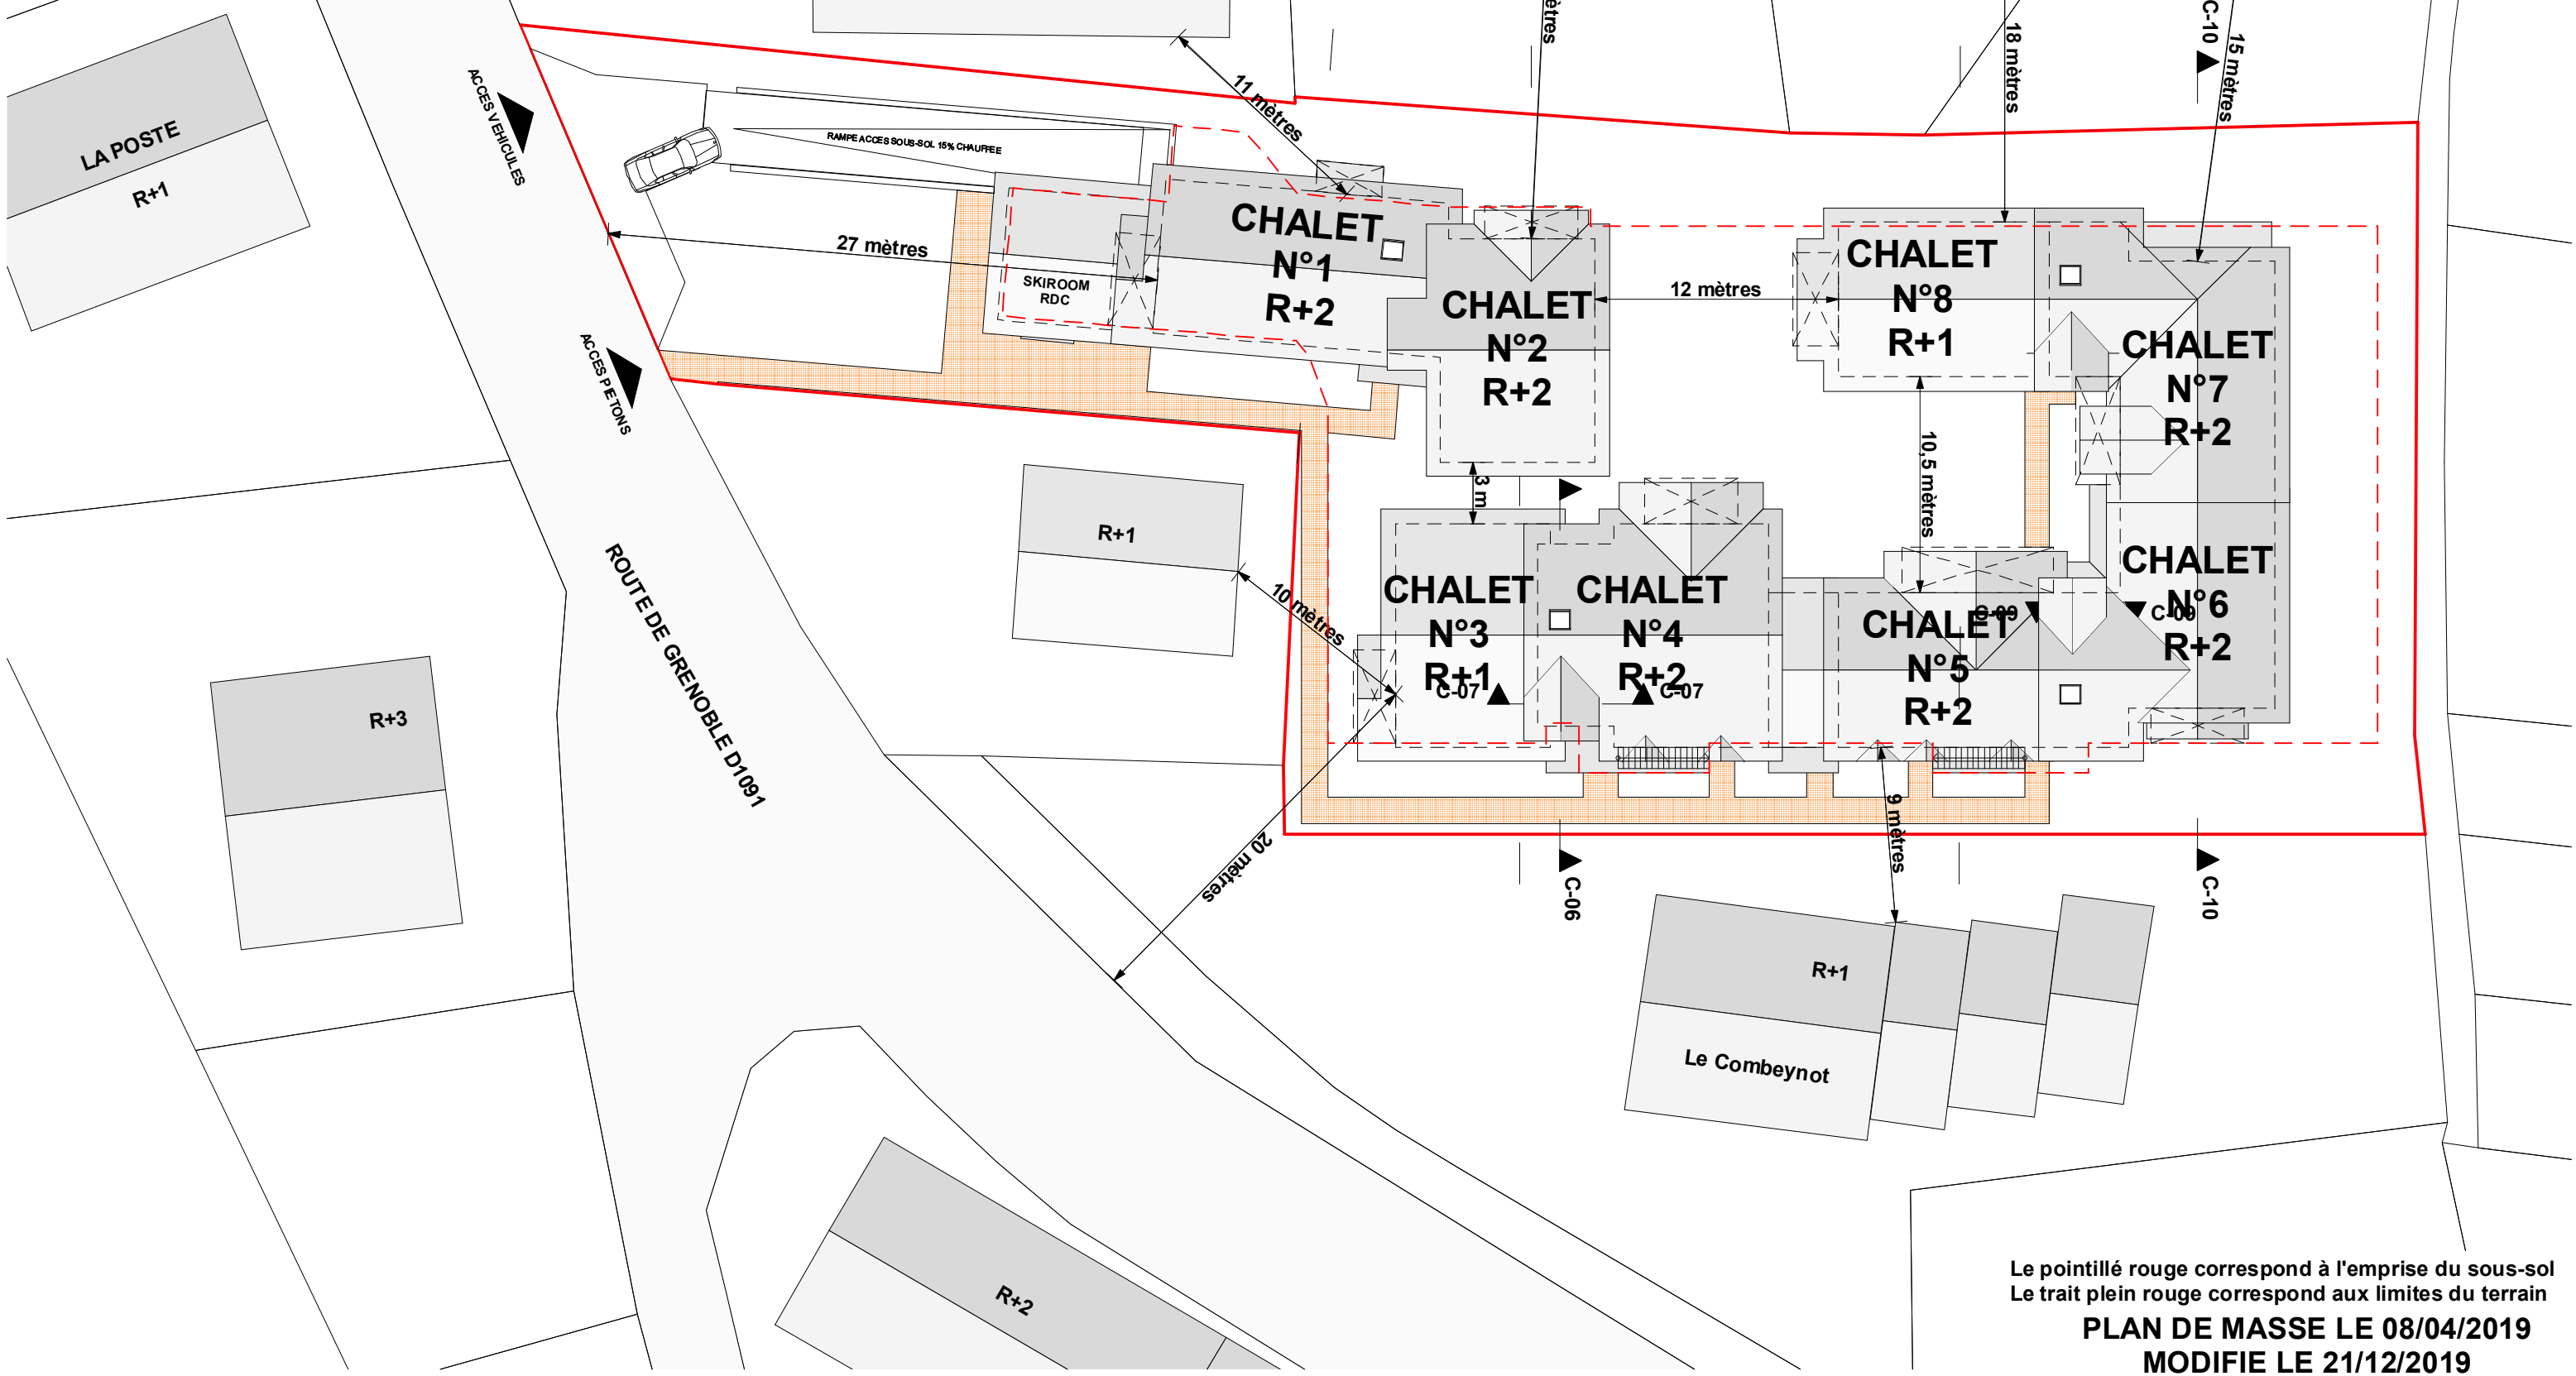 ètres
18 mètres
C-10
15 mètres
11 mètres
ACCES VEHICULES
RAMPE ACCES SOUS-SOL 15% CHAUFFEE
LA POSTE
R+1
27 mètres
SKIROOM
RDC
CHALET
N°1
R+2
CHALET
N°2
R+2
12 mètres
CHALET
N°8
R+1
CHALET
N°7
R+2
ACCES PIETONS
10,5 mètres
3 m
R+1
10 mètres
CHALET
N°3
R+1
C-07
CHALET
N°4
R+2
C-07
CHALET
N°5
R+2
C-09
CHALET
N°6
R+2
C-09
ROUTE DE GRENOBLE D1091
R+3
20 mètres
9 mètres
C-06
C-10
R+1
Le Combeynot
R+2
Le pointillé rouge correspond à l'emprise du sous-sol
Le trait plein rouge correspond aux limites du terrain
PLAN DE MASSE LE 08/04/2019
MODIFIE LE 21/12/2019